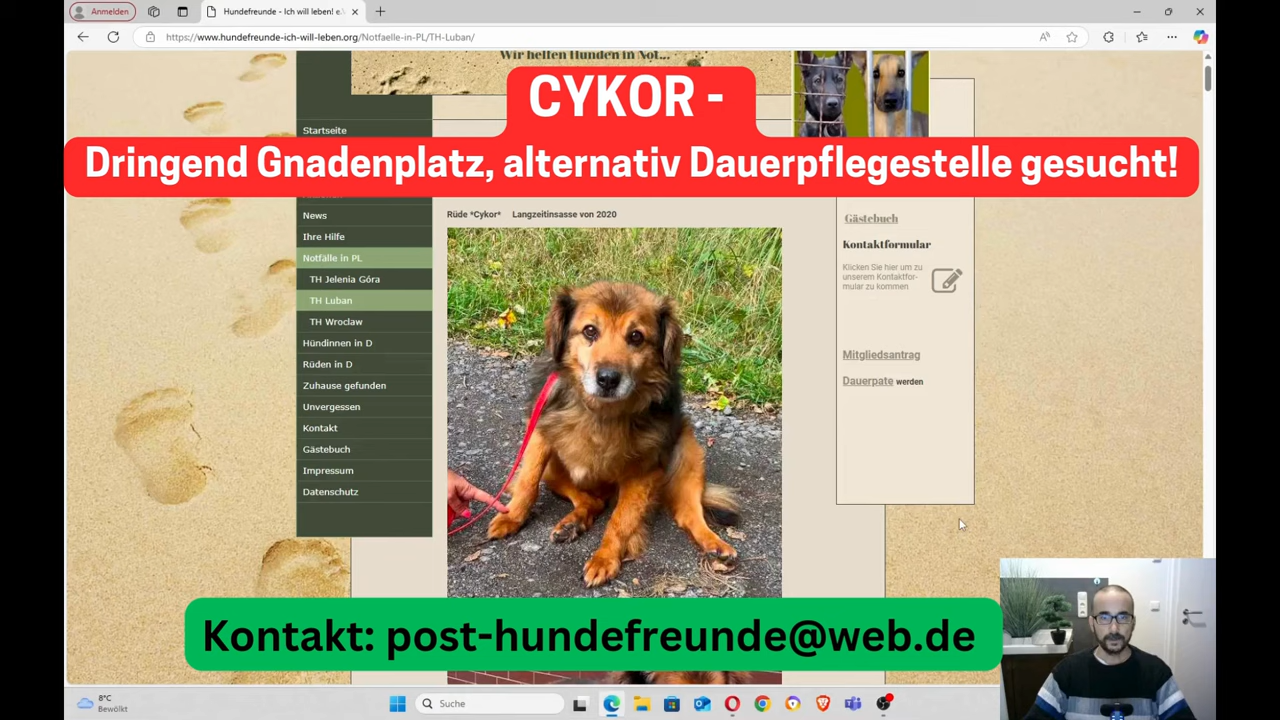 Anmelden
Hundefreunde - Ich will leben! e.V
https://www.hundefreunde-ich-will-leben.org/Notfaelle-in-PL/TH-Luban/
Wir helfen Hunden in Not...
CYKOR -
Dringend Gnadenplatz, alternativ Dauerpflegestelle gesucht!
Startseite
News
Ihre Hilfe
Notfälle in PL
TH Jelenia Góra
TH Luban
TH Wroclaw
Hündinnen in D
Rüden in D
Zuhause gefunden
Unvergessen
Kontakt
Gästebuch
Impressum
Datenschutz
Rüde *Cykor* Langzeitinsasse von 2020
Gästebuch
Kontaktformular
Klicken Sie hier um zu
unserem Kontaktfor-
mular zu kommen
Mitgliedsantrag
Dauerpate werden
Kontakt: post-hundefreunde@web.de
8°C
Bewölkt
Suche